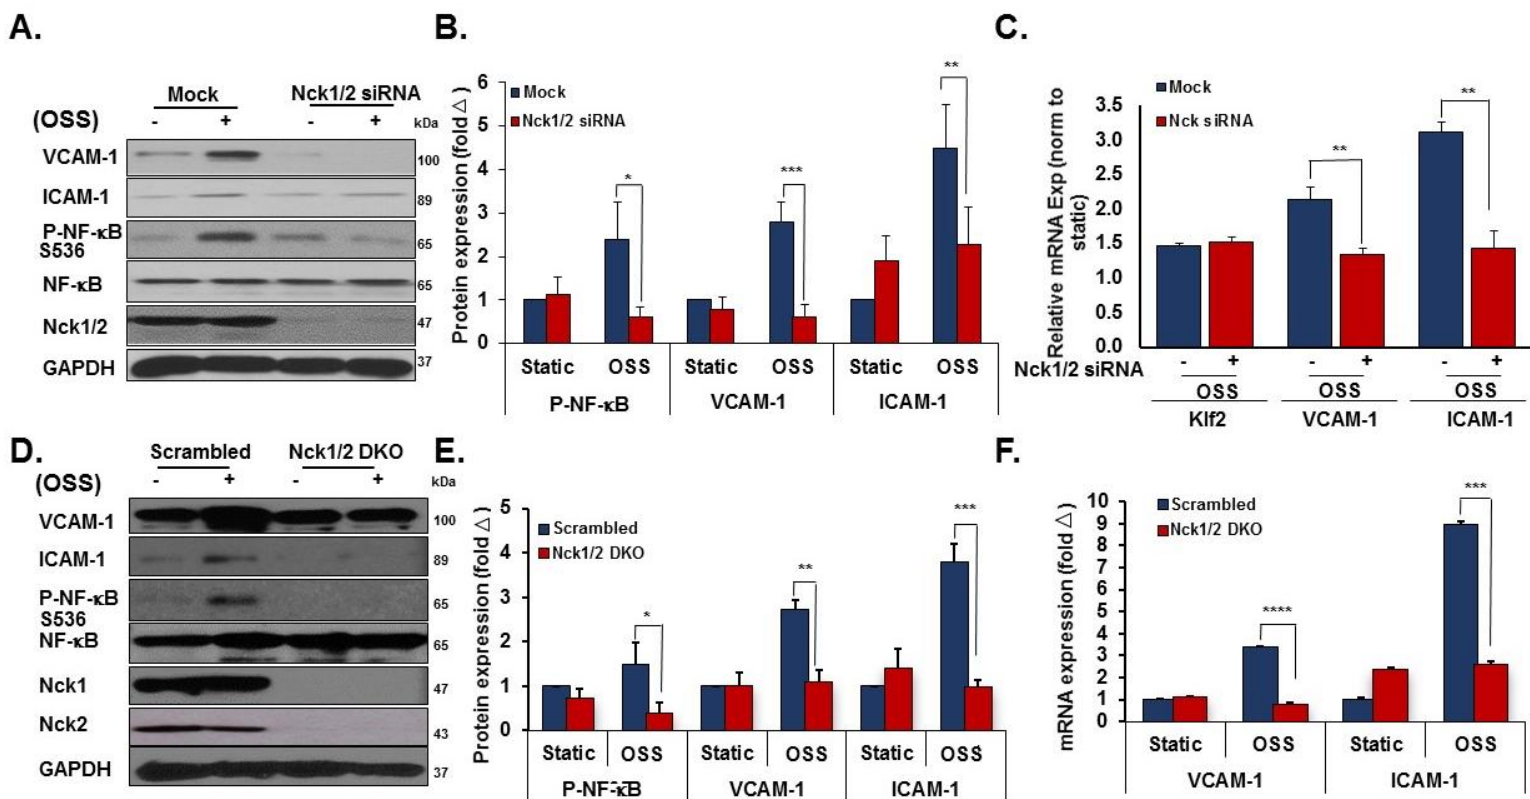 A.
Mock Nck1/2 siRNA
(OSS) - + - + kDa
VCAM-1 100
ICAM-1 89
P-NF-κB
S536 65
NF-κB 65
Nck1/2 47
GAPDH 37
B.
Protein expression (fold △)
6
5
4
3
2
1
0
Mock
Nck1/2 siRNA
* *** **
Static OSS Static OSS Static OSS
P-NF-κB VCAM-1 ICAM-1
C.
Relative mRNA Exp (norm to
static)
3.5
3.0
2.5
2.0
1.5
1.0
0.5
0.0
Mock
Nck siRNA
** **
Nck1/2 siRNA - + - + - +
OSS OSS OSS
Klf2 VCAM-1 ICAM-1
D.
Scrambled Nck1/2 DKO
(OSS) - + - + kDa
VCAM-1 100
ICAM-1 89
P-NF-κB
S536 65
NF-κB 65
Nck1 47
Nck2 43
GAPDH 37
E.
Protein expression (fold △)
5
4
3
2
1
0
Scrambled
Nck1/2 DKO
* ** ***
Static OSS Static OSS Static OSS
P-NF-κB VCAM-1 ICAM-1
F.
mRNA expression (fold △)
10
9
8
7
6
5
4
3
2
1
0
Scrambled
Nck1/2 DKO
**** ***
Static OSS Static OSS
VCAM-1 ICAM-1